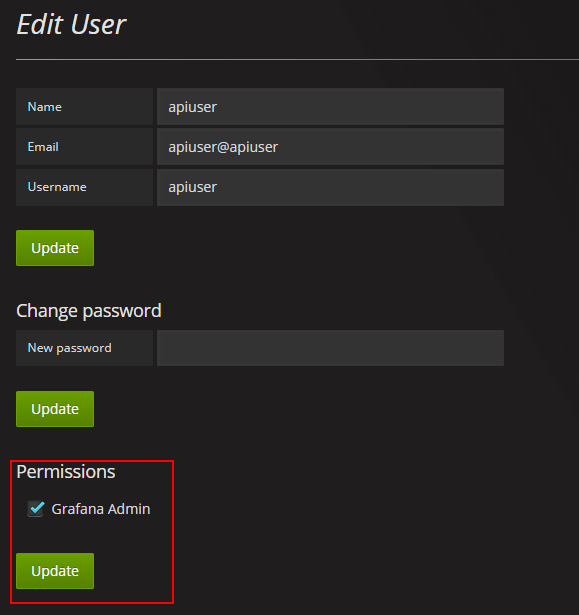 Edit User
Name apiuser
Email apiuser@apiuser
Username apiuser
Update
Change password
New password
Update
Permissions
Grafana Admin
Update